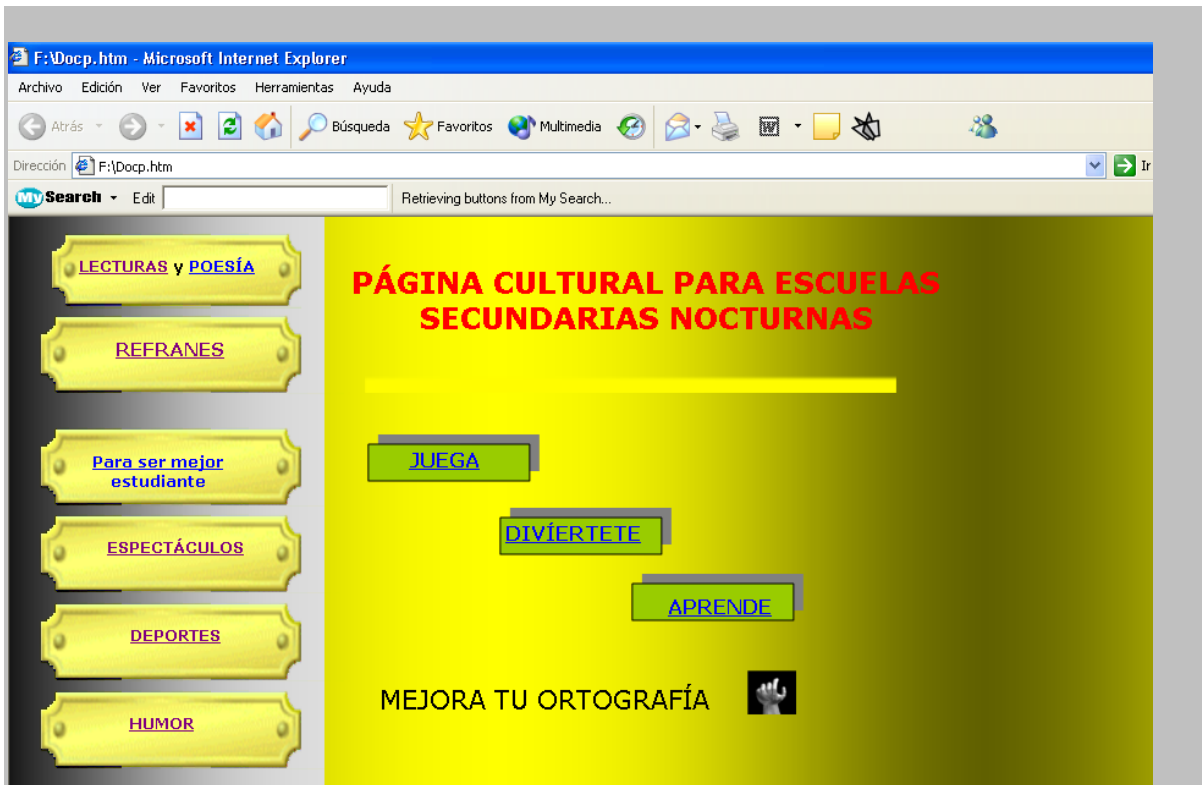 F:\Docp.htm - Microsoft Internet Explorer
Archivo Edición Ver Favoritos Herramientas Ayuda
Atrás Búsqueda Favoritos Multimedia
Dirección F:\Docp.htm Ir
My Search Edit Retrieving buttons from My Search...
LECTURAS y POESÍA
REFRANES
Para ser mejor
estudiante
ESPECTÁCULOS
DEPORTES
HUMOR
PÁGINA CULTURAL PARA ESCUELAS
SECUNDARIAS NOCTURNAS
JUEGA
DIVÍERTETE
APRENDE
MEJORA TU ORTOGRAFÍA